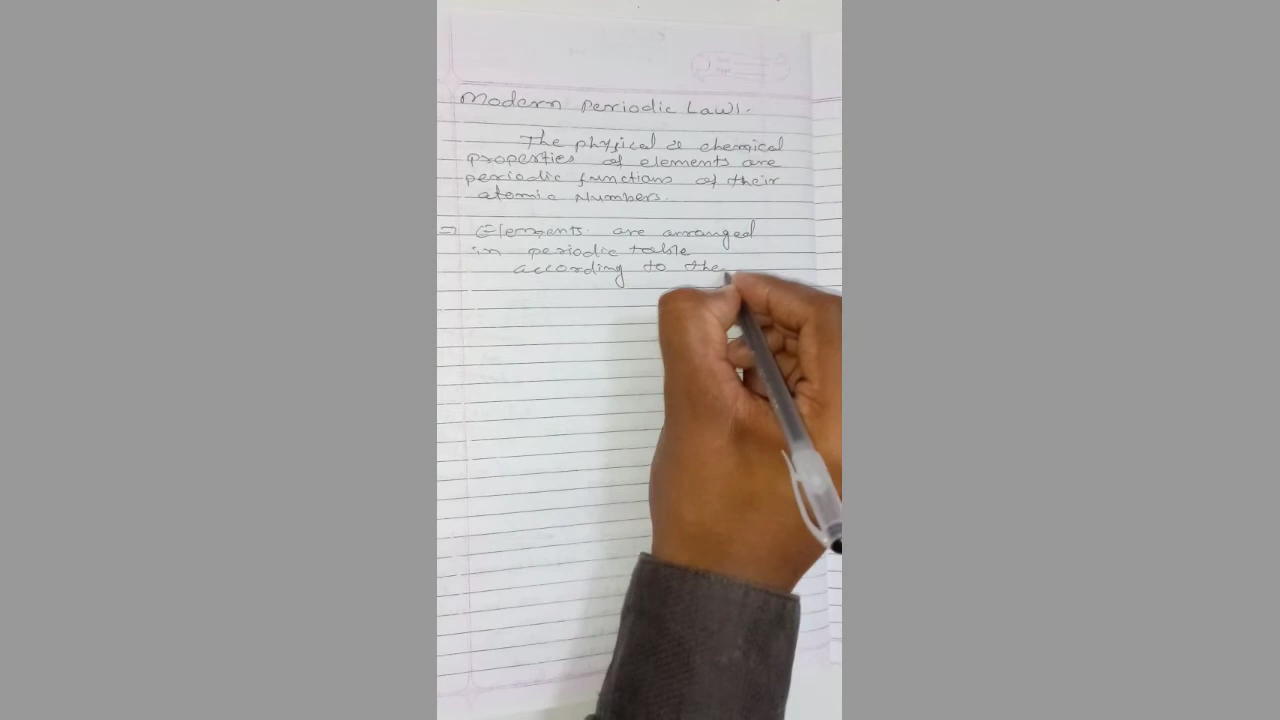 Modern Periodic Law:-
The physical & chemical
properties of elements are
periodic functions of their
atomic Numbers.
⇒ Elements are arranged
in periodic table
according to the